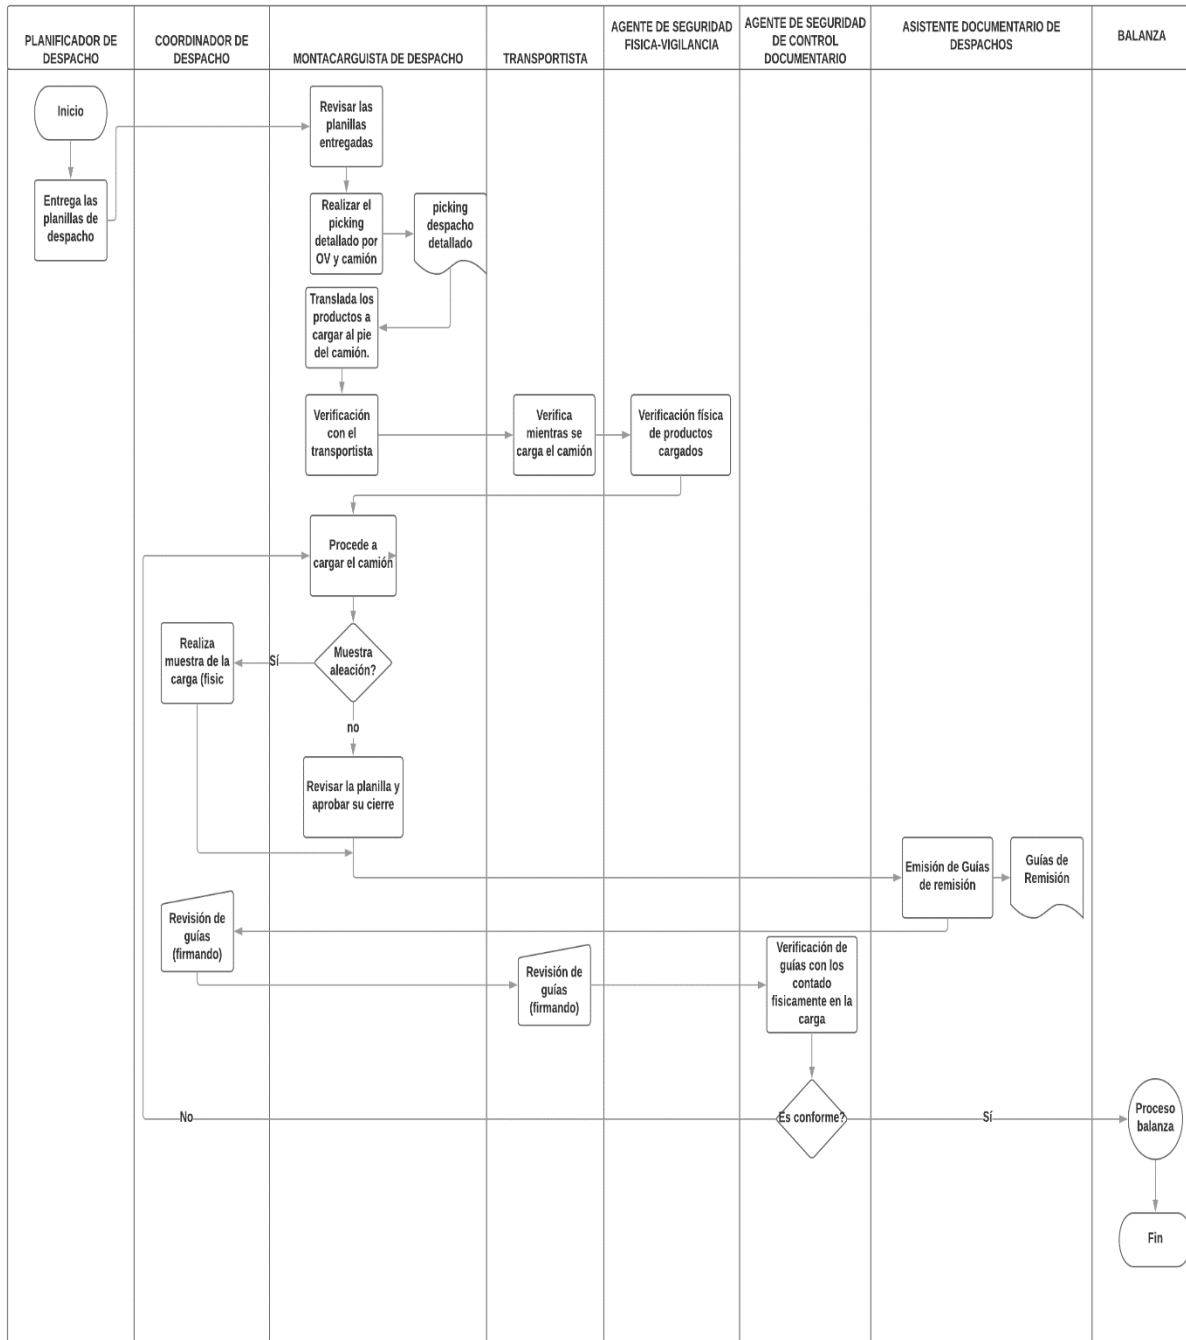 PLANIFICADOR DE
DESPACHO
COORDINADOR DE
DESPACHO
MONTACARGUISTA DE DESPACHO
TRANSPORTISTA
AGENTE DE SEGURIDAD
FISICA-VIGILANCIA
AGENTE DE SEGURIDAD
DE CONTROL
DOCUMENTARIO
ASISTENTE DOCUMENTARIO DE
DESPACHOS
BALANZA
Inicio
Entrega las
planillas de
despacho
Revisar las
planillas
entregadas
Realizar el
picking
detallado por
OV y camión
picking
despacho
detallado
Translada los
productos a
cargar al pie
del camión.
Verificación
con el
transportista
Verifica
mientras se
carga el camión
Verificación física
de productos
cargados
Procede a
cargar el camión
Muestra
aleación?
Sí
Realiza
muestra de la
carga (fisic
no
Revisar la planilla y
aprobar su cierre
Emisión de Guías
de remisión
Guías de
Remisión
Revisión de
guías
(firmando)
Revisión de
guías
(firmando)
Verificación de
guías con los
contado
fisicamente en la
carga
Es conforme?
No
Sí
Proceso
balanza
Fin